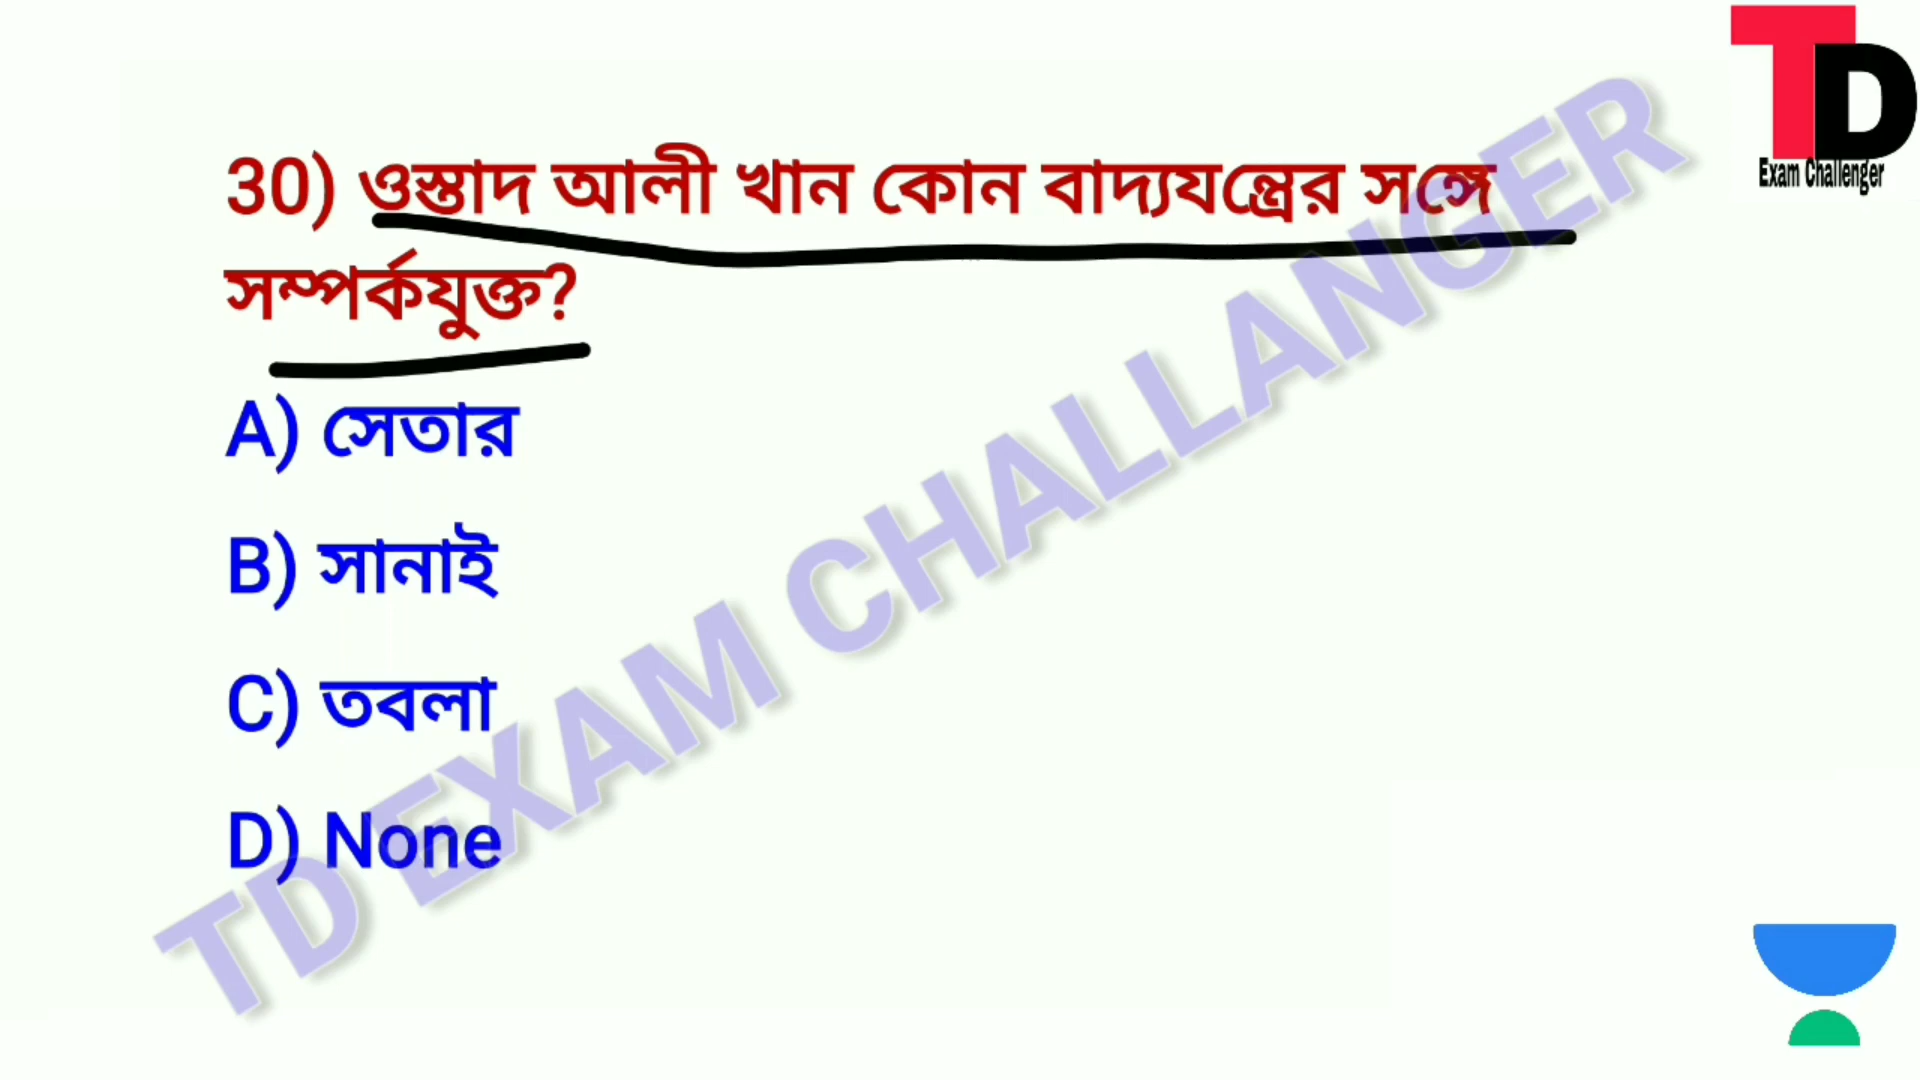 TD
Exam Challenger
30) ওস্তাদ আলী খান কোন বাদ্যযন্ত্রের সঙ্গে
সম্পর্কযুক্ত?
A) সেতার
B) সানাই
C) তবলা
D) None
TD EXAM CHALLANGER